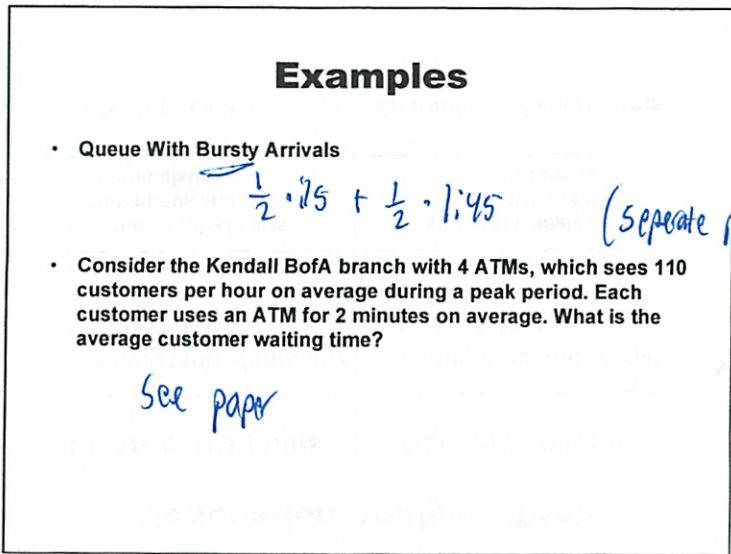 Examples
• Queue With Bursty Arrivals
1/2 · .75 + 1/2 · 1.45
(Seperate
• Consider the Kendall BofA branch with 4 ATMs, which sees 110
customers per hour on average during a peak period. Each
customer uses an ATM for 2 minutes on average. What is the
average customer waiting time?
See paper